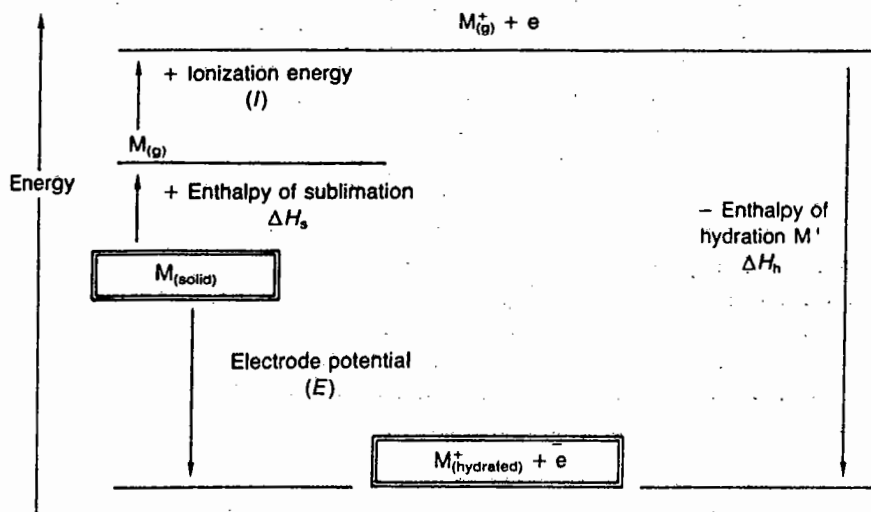 M⁺(g) + e
+ Ionization energy
(I)
M(g)
Energy
+ Enthalpy of sublimation
ΔHs
− Enthalpy of
hydration M'
ΔHh
M(solid)
Electrode potential
(E)
M⁺(hydrated) + e̅